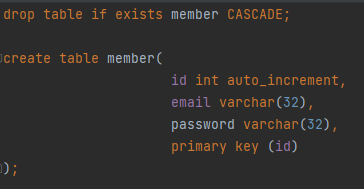 drop table if exists member CASCADE;
create table member(
id int auto_increment,
email varchar(32),
password varchar(32),
primary key (id)
);